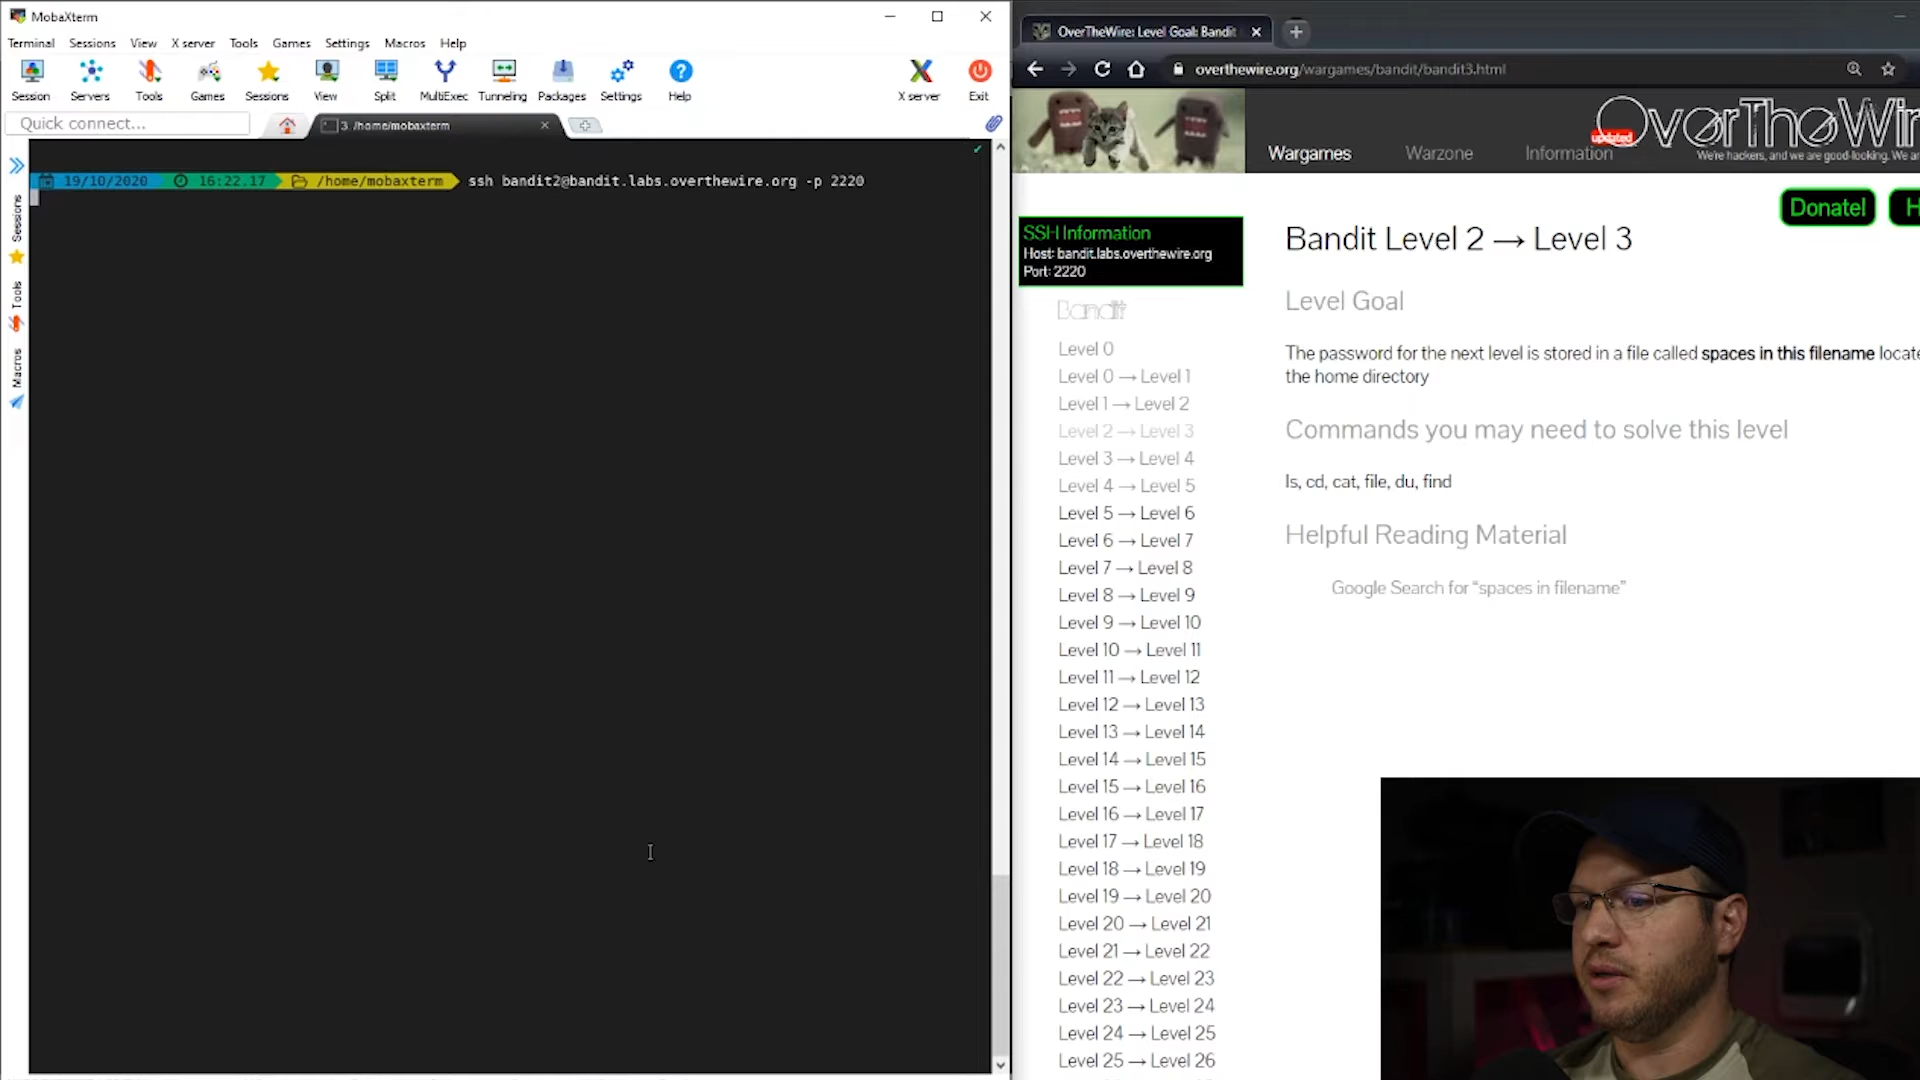 MobaXterm
Terminal Sessions View X server Tools Games Settings Macros Help
Session Servers Tools Games Sessions View Split MultiExec Tunneling Packages Settings Help X server Exit
Quick connect...
3. /home/mobaxterm
Sessions
Tools
Macros
19/10/2020 16:22.17 /home/mobaxterm ssh bandit2@bandit.labs.overthewire.org -p 2220
OverTheWire: Level Goal: Bandit
overthewire.org/wargames/bandit/bandit3.html
updated
We're hackers, and we are good-looking. We a
Wargames Warzone Information
Donate!
H
SSH Information
Host: bandit.labs.overthewire.org
Port: 2220
Bandit
Level 0
Level 0 → Level 1
Level 1 → Level 2
Level 2 → Level 3
Level 3 → Level 4
Level 4 → Level 5
Level 5 → Level 6
Level 6 → Level 7
Level 7 → Level 8
Level 8 → Level 9
Level 9 → Level 10
Level 10 → Level 11
Level 11 → Level 12
Level 12 → Level 13
Level 13 → Level 14
Level 14 → Level 15
Level 15 → Level 16
Level 16 → Level 17
Level 17 → Level 18
Level 18 → Level 19
Level 19 → Level 20
Level 20 → Level 21
Level 21 → Level 22
Level 22 → Level 23
Level 23 → Level 24
Level 24 → Level 25
Level 25 → Level 26
Bandit Level 2 → Level 3
Level Goal
The password for the next level is stored in a file called spaces in this filename locate
the home directory
Commands you may need to solve this level
ls, cd, cat, file, du, find
Helpful Reading Material
Google Search for “spaces in filename”